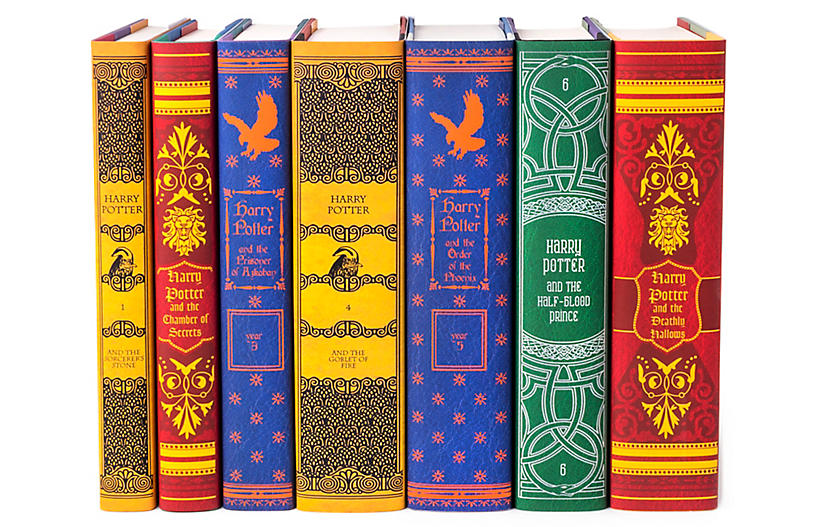 HARRY
POTTER
1
AND THE
SORCERER'S
STONE
Harry
Potter
and the
Chamber of
Secrets
Harry
Potter
and the
Prisoner
of Azkaban
year
3
HARRY
POTTER
4
AND THE
GOBLET OF
FIRE
Harry
Potter
and the
Order
of the
Phoenix
year
5
6
HARRY
POTTER
AND THE
HALF-BLOOD
PRINCE
6
Harry
Potter
and the
Deathly
Hallows